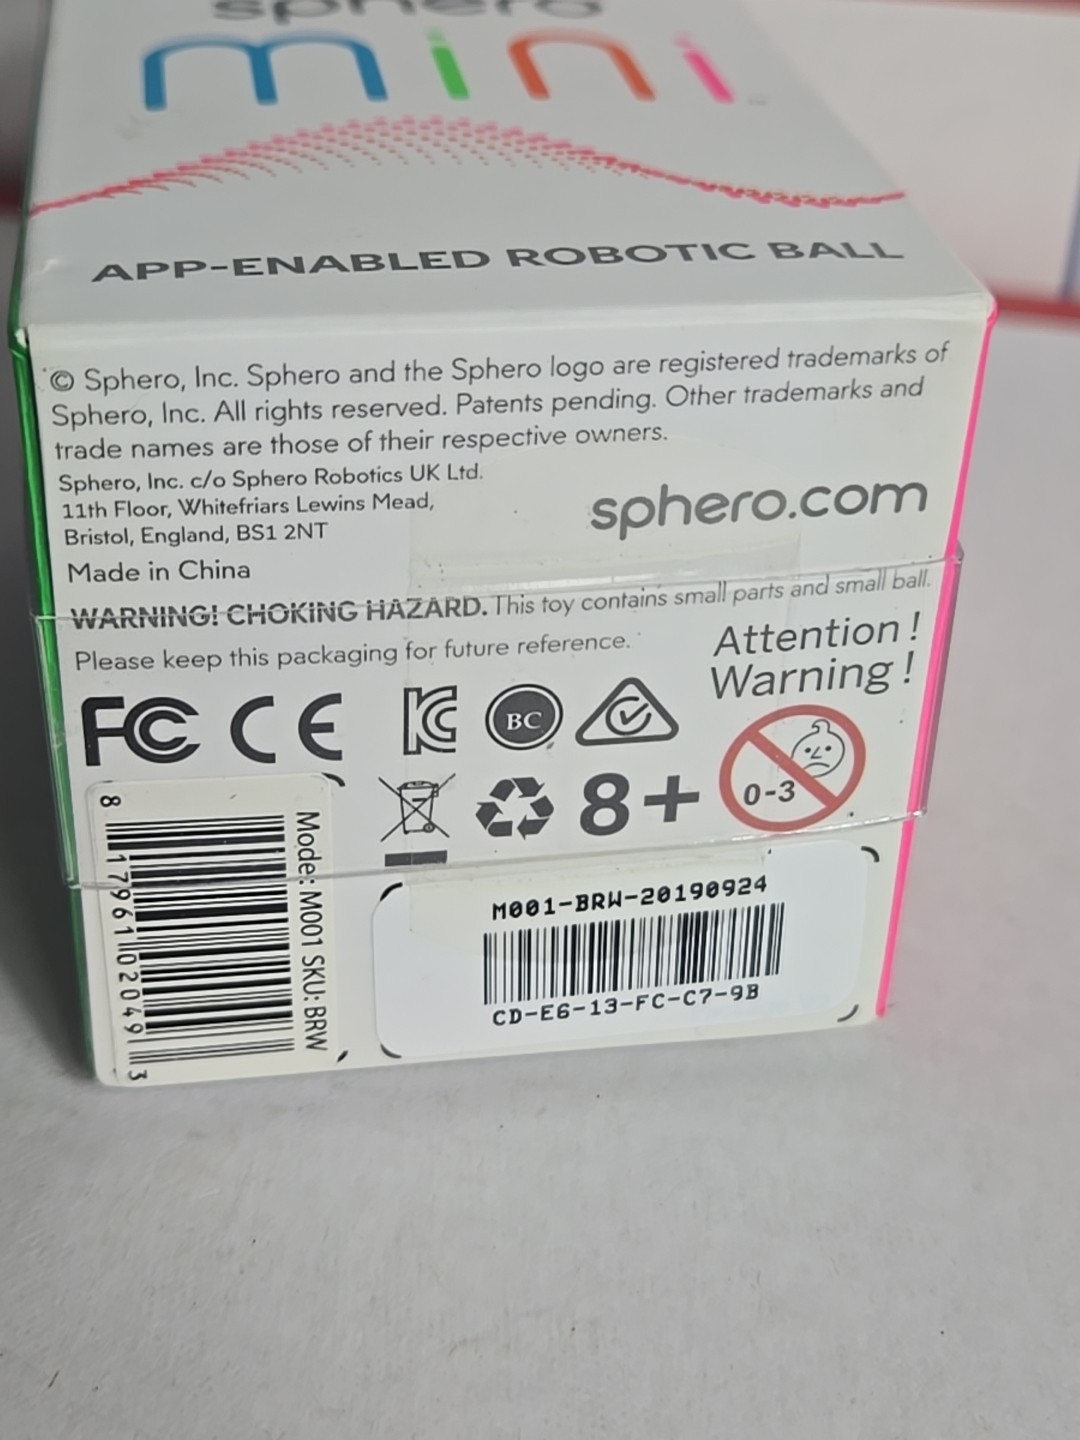 sphero
mini
APP-ENABLED ROBOTIC BALL
© Sphero, Inc. Sphero and the Sphero logo are registered trademarks of
Sphero, Inc. All rights reserved. Patents pending. Other trademarks and
trade names are those of their respective owners.
Sphero, Inc. c/o Sphero Robotics UK Ltd.
11th Floor, Whitefriars Lewins Mead,
Bristol, England, BS1 2NT
sphero.com
Made in China
WARNING! CHOKING HAZARD. This toy contains small parts and small ball.
Please keep this packaging for future reference.
Attention !
Warning !
FC CE KC BC
8+
0-3
Mode: M001 SKU: BRW
8 17961 02049 3
M001-BRW-20190924
CD-E6-13-FC-C7-9B